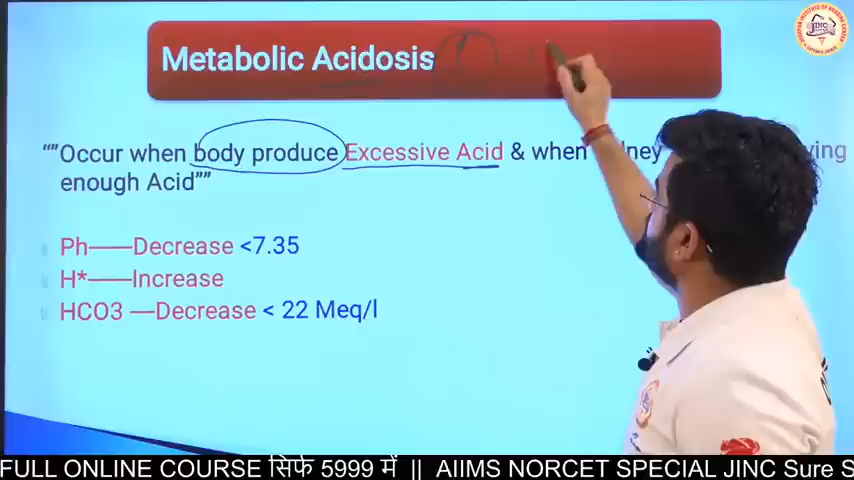 Metabolic Acidosis
""Occur when body produce Excessive Acid & when
enough Acid""
Ph——Decrease <7.35
H*——Increase
HCO3 —Decrease < 22 Meq/l
JINC
FULL ONLINE COURSE सिर्फ 5999 में || AIIMS NORCET SPECIAL JINC Sure S